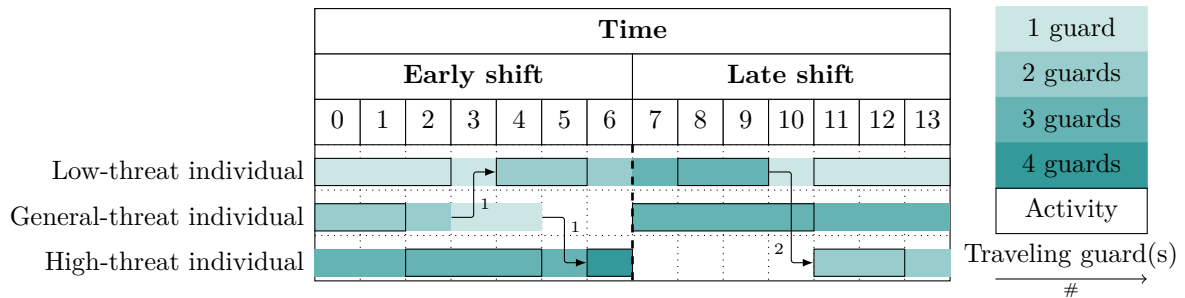 Time
Early shift Late shift
0 1 2 3 4 5 6 7 8 9 10 11 12 13
Low-threat individual
General-threat individual
High-threat individual
1
1
2
1 guard
2 guards
3 guards
4 guards
Activity
Traveling guard(s)
#